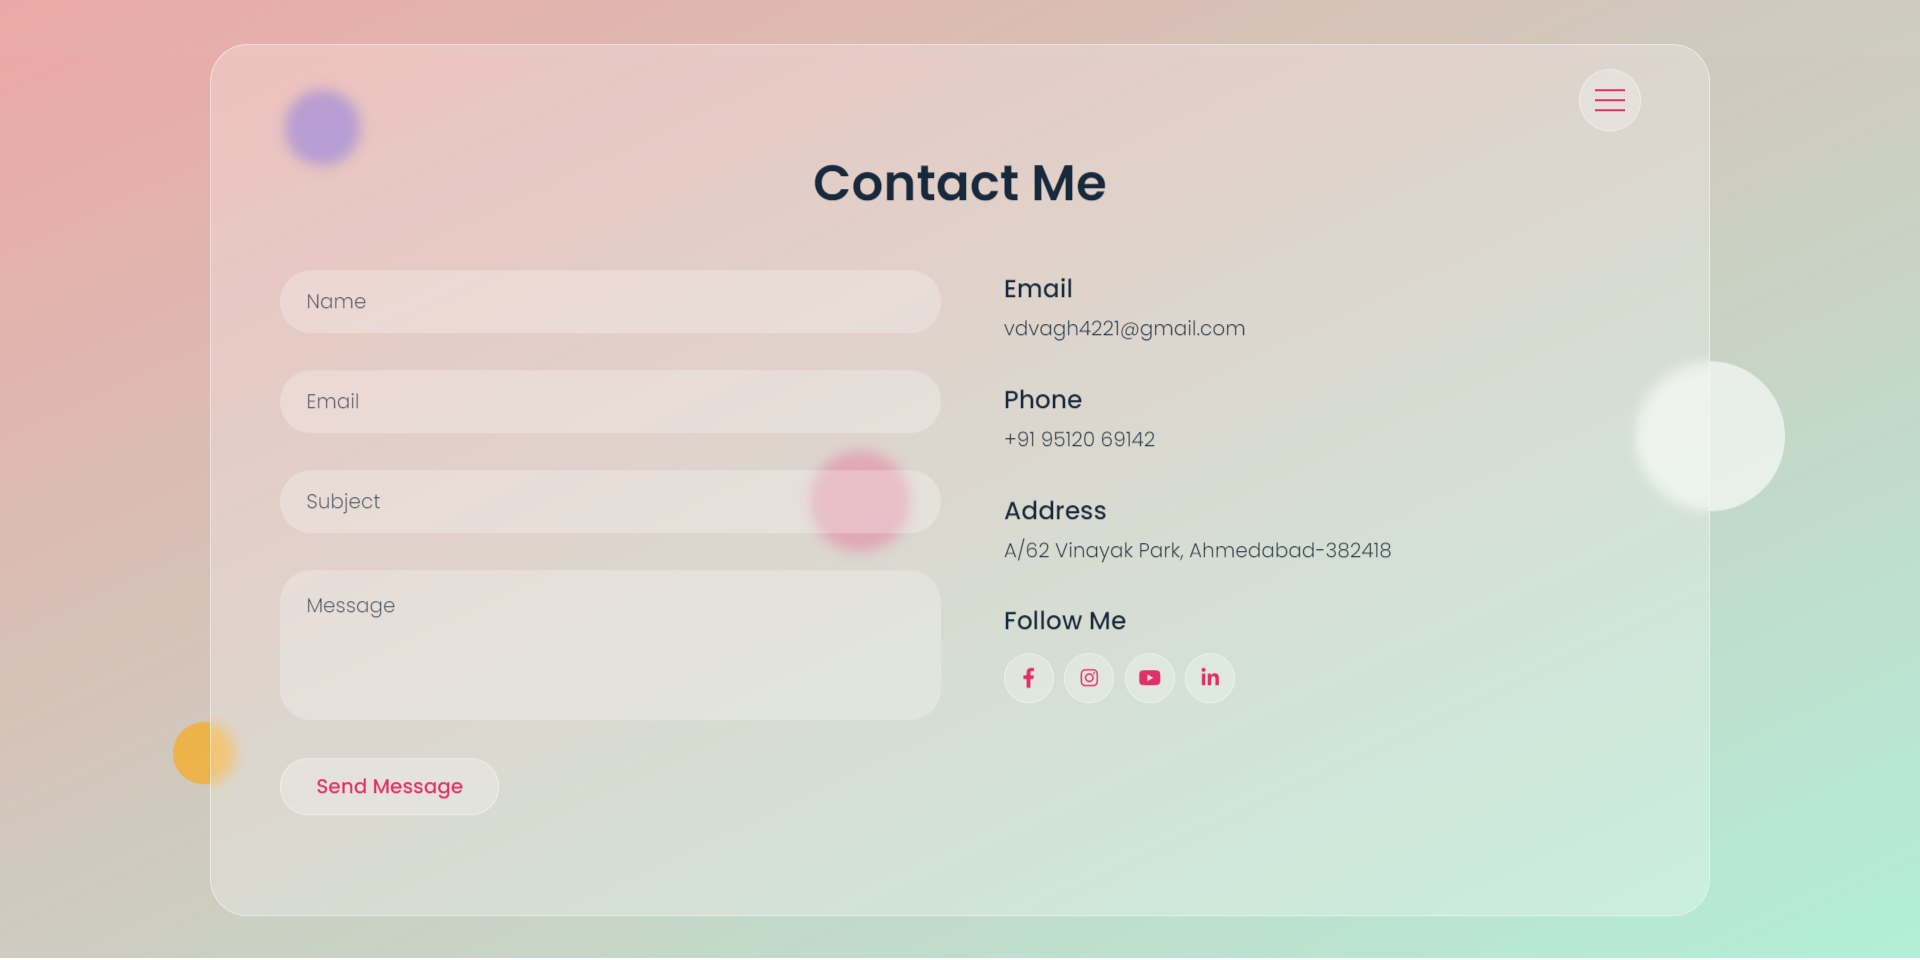 Contact Me
Name
Email
Subject
Message
Send Message
Email
vdvagh4221@gmail.com
Phone
+91 95120 69142
Address
A/62 Vinayak Park, Ahmedabad-382418
Follow Me